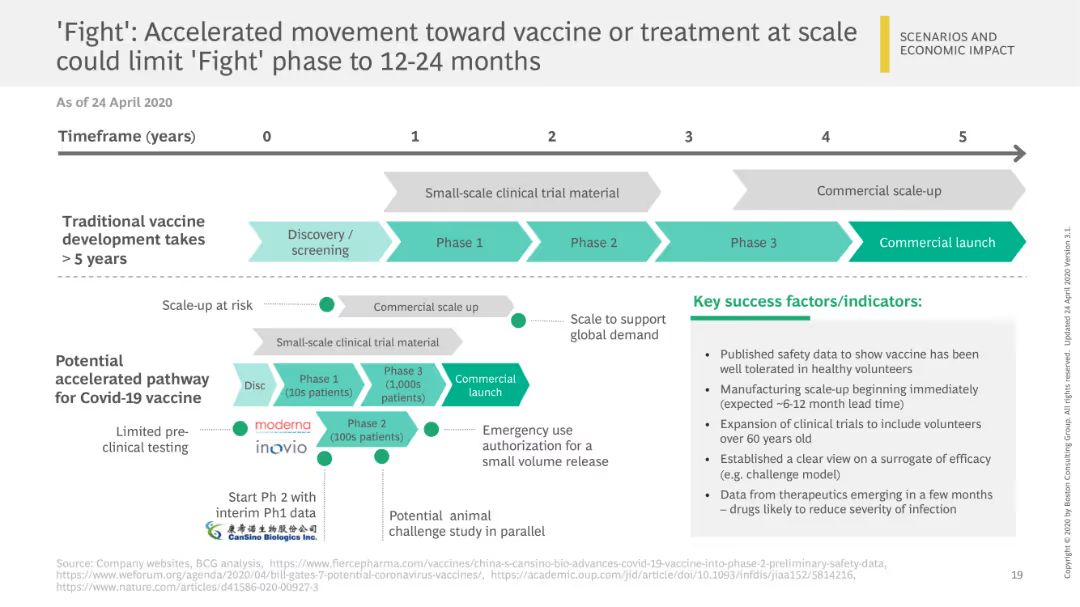 'Fight': Accelerated movement toward vaccine or treatment at scale
could limit 'Fight' phase to 12-24 months
SCENARIOS AND
ECONOMIC IMPACT
As of 24 April 2020
Timeframe (years)
0
1
2
3
4
5
Small-scale clinical trial material
Commercial scale-up
Traditional vaccine
development takes
> 5 years
Discovery /
screening
Phase 1
Phase 2
Phase 3
Commercial launch
Scale-up at risk
Commercial scale up
Scale to support
global demand
Small-scale clinical trial material
Potential
accelerated pathway
for Covid-19 vaccine
Disc
Phase 1
(10s patients)
Phase 3
(1,000s
patients)
Commercial
launch
Limited pre-
clinical testing
moderna
inovio
Phase 2
(100s patients)
Emergency use
authorization for a
small volume release
Start Ph 2 with
interim Ph1 data
康希诺生物股份公司
CanSino Biologics Inc.
Potential animal
challenge study in parallel
Key success factors/indicators:
• Published safety data to show vaccine has been
well tolerated in healthy volunteers
• Manufacturing scale-up beginning immediately
(expected ~6-12 month lead time)
• Expansion of clinical trials to include volunteers
over 60 years old
• Established a clear view on a surrogate of efficacy
(e.g. challenge model)
• Data from therapeutics emerging in a few months
– drugs likely to reduce severity of infection
Source: Company websites, BCG analysis, https://www.fiercepharma.com/vaccines/china-s-cansino-bio-advances-covid-19-vaccine-into-phase-2-preliminary-safety-data,
https://www.weforum.org/agenda/2020/04/bill-gates-7-potential-coronavirus-vaccines/, https://academic.oup.com/jid/article/doi/10.1093/infdis/jiaa152/5814216,
https://www.nature.com/articles/d41586-020-00927-3
19
Copyright © 2020 by Boston Consulting Group. All rights reserved. Updated 24 April 2020 Version 3.1.